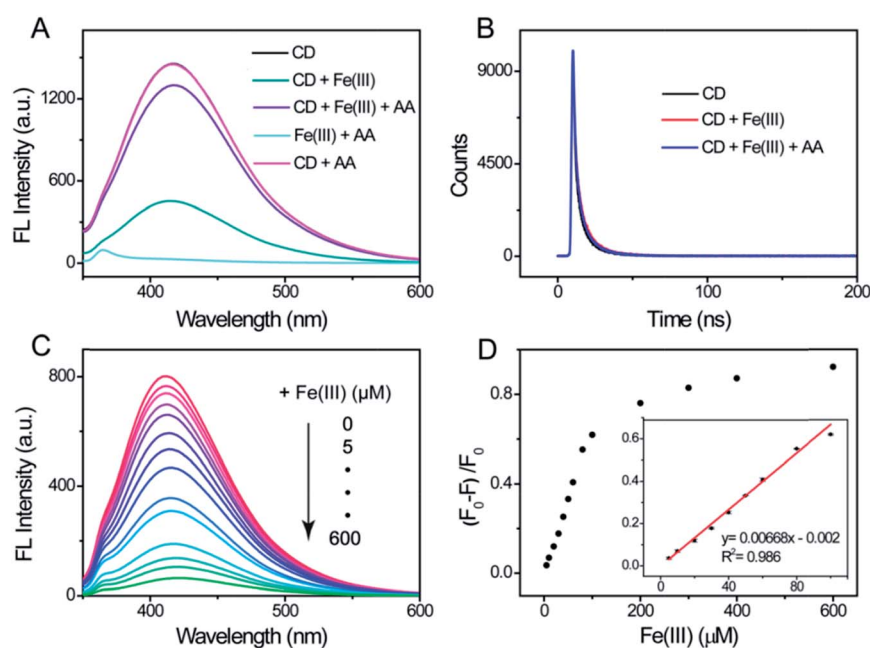 A
FL Intensity (a.u.)
1200
600
0
CD
CD + Fe(III)
CD + Fe(III) + AA
Fe(III) + AA
CD + AA
400
500
600
Wavelength (nm)
B
Counts
9000
4500
0
CD
CD + Fe(III)
CD + Fe(III) + AA
0
100
200
Time (ns)
C
FL Intensity (a.u.)
800
400
0
+ Fe(III) (μM)
0
5
600
400
500
600
Wavelength (nm)
D
(F0-F) /F0
0.8
0.4
0.0
0.6
0.4
0.2
0.0
y= 0.00668x - 0.002
R²= 0.986
0
40
80
0
200
400
600
Fe(III) (μM)